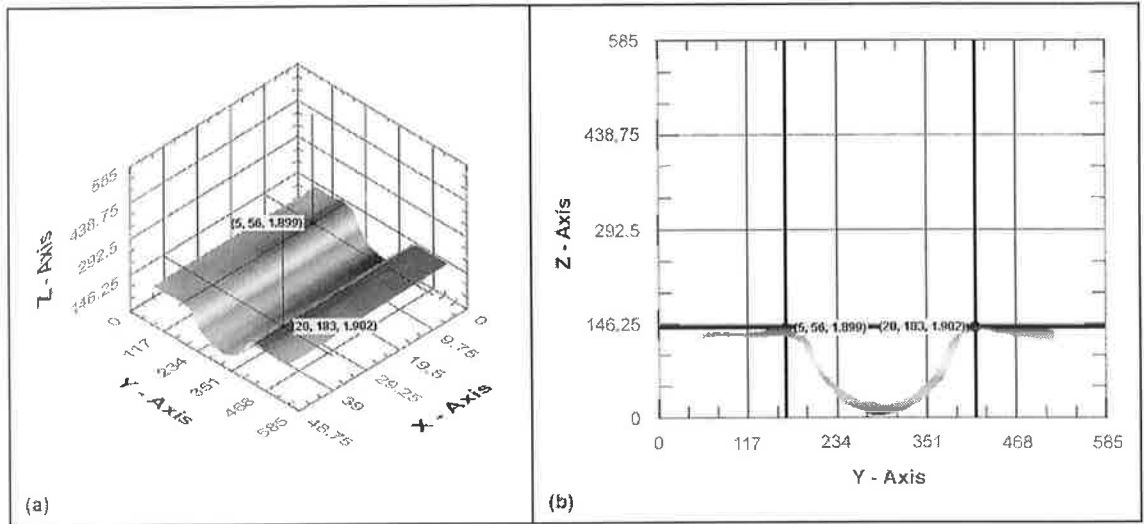 585
438.75
292.5
146.25
Z - Axis
(5, 56, 1.899)
(20, 183, 1.902)
0
117
234
351
468
585
Y - Axis
0
9.75
19.5
29.25
39
48.75
X - Axis
(a)
585
438,75
292.5
146,25
0
Z - Axis
(5, 56, 1.899)
(20, 183, 1.902)
0
117
234
351
468
585
Y - Axis
(b)